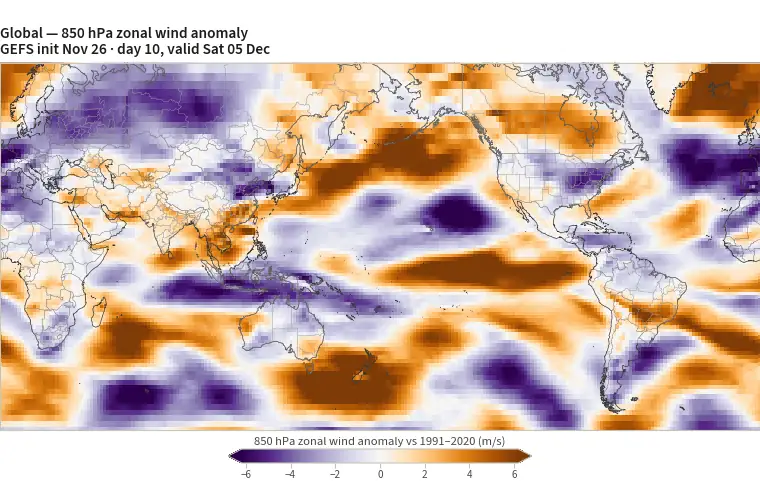 Global — 850 hPa zonal wind anomaly
GEFS init Nov 26 · day 10, valid Sat 05 Dec
850 hPa zonal wind anomaly vs 1991–2020 (m/s)
−6 −4 −2 0 2 4 6